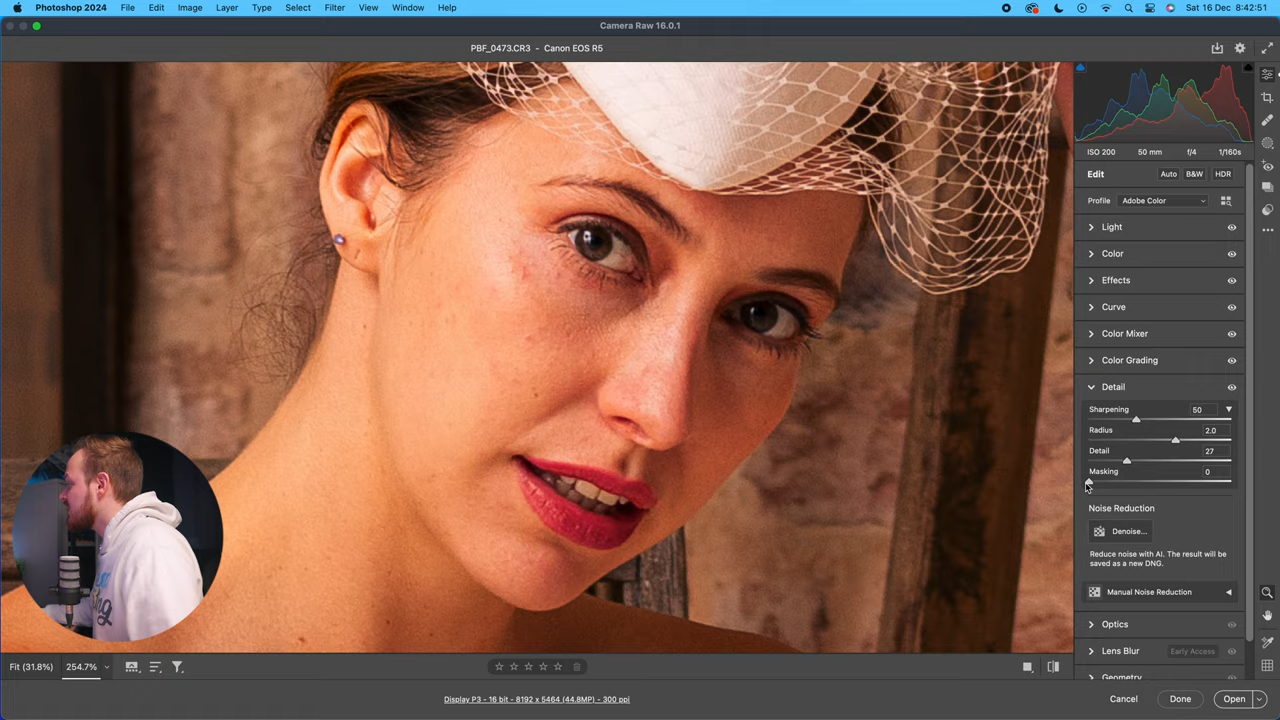 Photoshop 2024 File Edit Image Layer Type Select Filter View Window Help Sat 16 Dec 8:42:51
Camera Raw 16.0.1
PBF_0473.CR3 - Canon EOS R5
ISO 200 50 mm f/4 1/160s
Edit Auto B&W HDR
Profile Adobe Color
Light
Color
Effects
Curve
Color Mixer
Color Grading
Detail
Sharpening 50
Radius 2.0
Detail 27
Masking 0
Noise Reduction
Denoise...
Reduce noise with AI. The result will be
saved as a new DNG.
Manual Noise Reduction
Optics
Lens Blur Early Access
Geometry
Fit (31.8%) 254.7%
Display P3 - 16 bit - 8192 x 5464 (44.8MP) - 300 ppi
Cancel Done Open